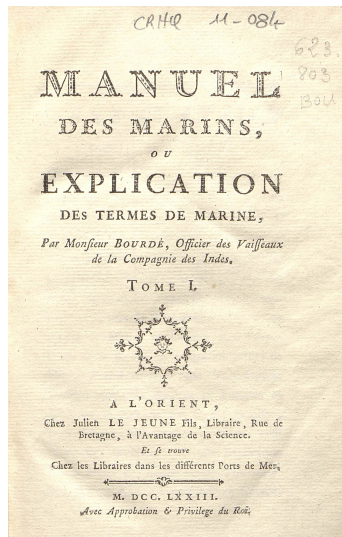 CRHQ 11-084
623.
803
BOU
MANUEL
DES MARINS,
OU
EXPLICATION
DES TERMES DE MARINE,
Par Monſieur BOURDÉ, Officier des Vaiſſeaux
de la Compagnie des Indes.
TOME I.
A L'ORIENT,
Chez Julien LE JEUNE Fils, Libraire, Rue de
Bretagne, à l'Avantage de la Science.
Et ſe trouve
Chez les Libraires dans les différents Ports de Mer,
M. DCC. LXXIII.
Avec Approbation & Privilege du Roi.